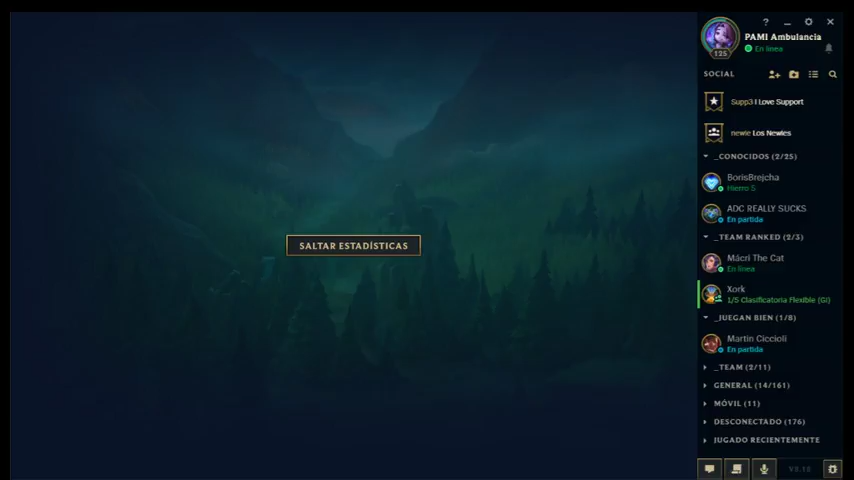 ?
PAMI Ambulancia
En línea
125
SOCIAL
Supp3 I Love Support
newie Los Newies
_CONOCIDOS (2/25)
BorisBrejcha
Hierro S
ADC REALLY SUCKS
En partida
_TEAM RANKED (2/3)
Mácri The Cat
En línea
Xork
1/5 Clasificatoria Flexible (Gl)
_JUEGAN BIEN (1/8)
Martin Ciccioli
En partida
_TEAM (2/11)
GENERAL (14/161)
MÓVIL (11)
DESCONECTADO (176)
JUGADO RECIENTEMENTE
SALTAR ESTADÍSTICAS